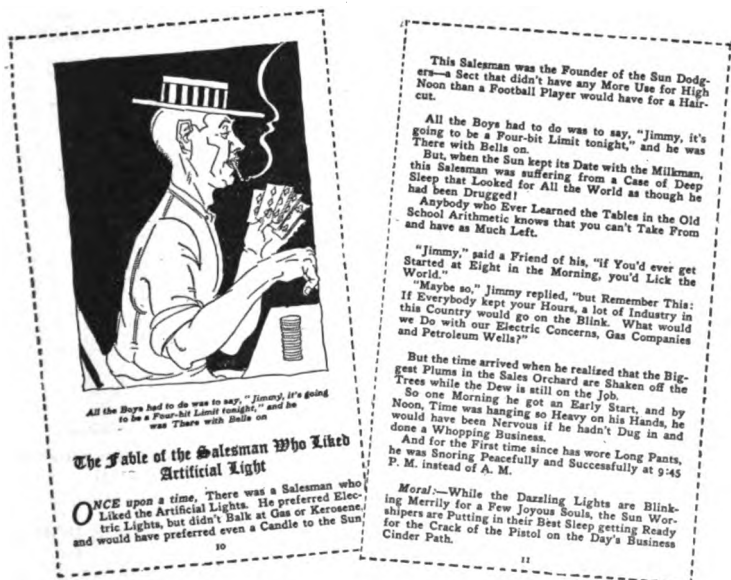 All the Boys had to do was to say, "Jimmy, it's going
to be a Four-bit Limit tonight," and he
was There with Bells on
The Fable of the Salesman Who Liked
Artificial Light
ONCE upon a time, There was a Salesman who
Liked the Artificial Lights. He preferred Elec-
tric Lights, but didn't Balk at Gas or Kerosene,
and would have preferred even a Candle to the Sun.
10
This Salesman was the Founder of the Sun Dodg-
ers—a Sect that didn't have any More Use for High
Noon than a Football Player would have for a Hair-
cut.
All the Boys had to do was to say, "Jimmy, it's
going to be a Four-bit Limit tonight," and he was
There with Bells on.
But, when the Sun kept its Date with the Milkman,
this Salesman was suffering from a Case of Deep
Sleep that Looked for All the World as though he
had been Drugged!
Anybody who Ever Learned the Tables in the Old
School Arithmetic knows that you can't Take From
and have as Much Left.
"Jimmy," said a Friend of his, "if You'd ever get
Started at Eight in the Morning, you'd Lick the
World."
"Maybe so," Jimmy replied, "but Remember This:
If Everybody kept your Hours, a lot of Industry in
this Country would go on the Blink. What would
we Do with our Electric Concerns, Gas Companies
and Petroleum Wells?"
But the time arrived when he realized that the Big-
gest Plums in the Sales Orchard are Shaken off the
Trees while the Dew is still on the Job.
So one Morning he got an Early Start, and by
Noon, Time was hanging so Heavy on his Hands, he
would have been Nervous if he hadn't Dug in and
done a Whopping Business.
And for the First Time since has wore Long Pants,
he was Snoring Peacefully and Successfully at 9:45
P. M. instead of A. M.
Moral:—While the Dazzling Lights are Blink-
ing Merrily for a Few Joyous Souls, the Sun Wor-
shipers are Putting in their Best Sleep getting Ready
for the Crack of the Pistol on the Day's Business
Cinder Path.
11